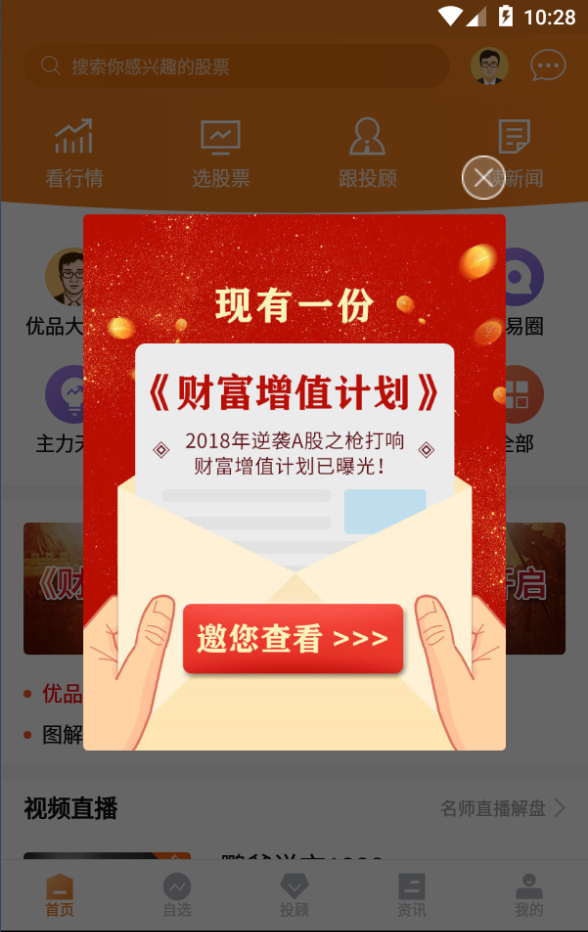 10:28
搜索你感兴趣的股票
看行情
选股票
跟投顾
读新闻
现有一份
《财富增值计划》
2018年逆袭A股之枪打响
财富增值计划已曝光！
邀您查看 >>>
优品大
易圈
主力天
全部
《财
开启
优品
图解
视频直播
名师直播解盘
首页
自选
投顾
资讯
我的